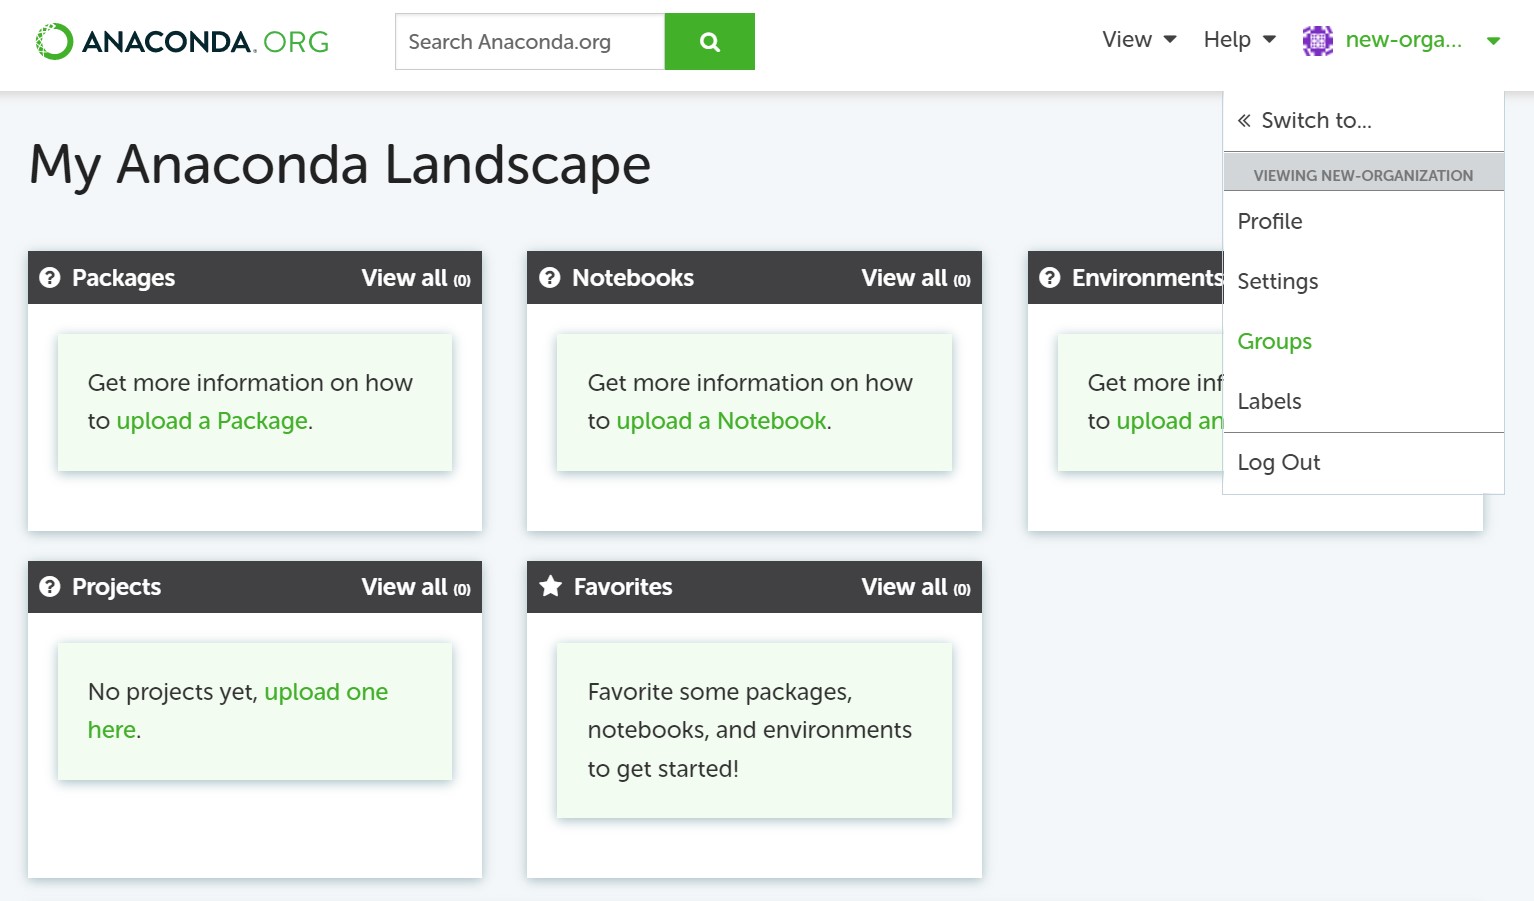 ANACONDA.ORG
Search Anaconda.org
View
Help
new-orga...
« Switch to...
VIEWING NEW-ORGANIZATION
Profile
Settings
Groups
Labels
Log Out
My Anaconda Landscape
Packages View all (0)
Get more information on how
to upload a Package.
Notebooks View all (0)
Get more information on how
to upload a Notebook.
Environments
Get more inf
to upload an
Projects View all (0)
No projects yet, upload one
here.
Favorites View all (0)
Favorite some packages,
notebooks, and environments
to get started!